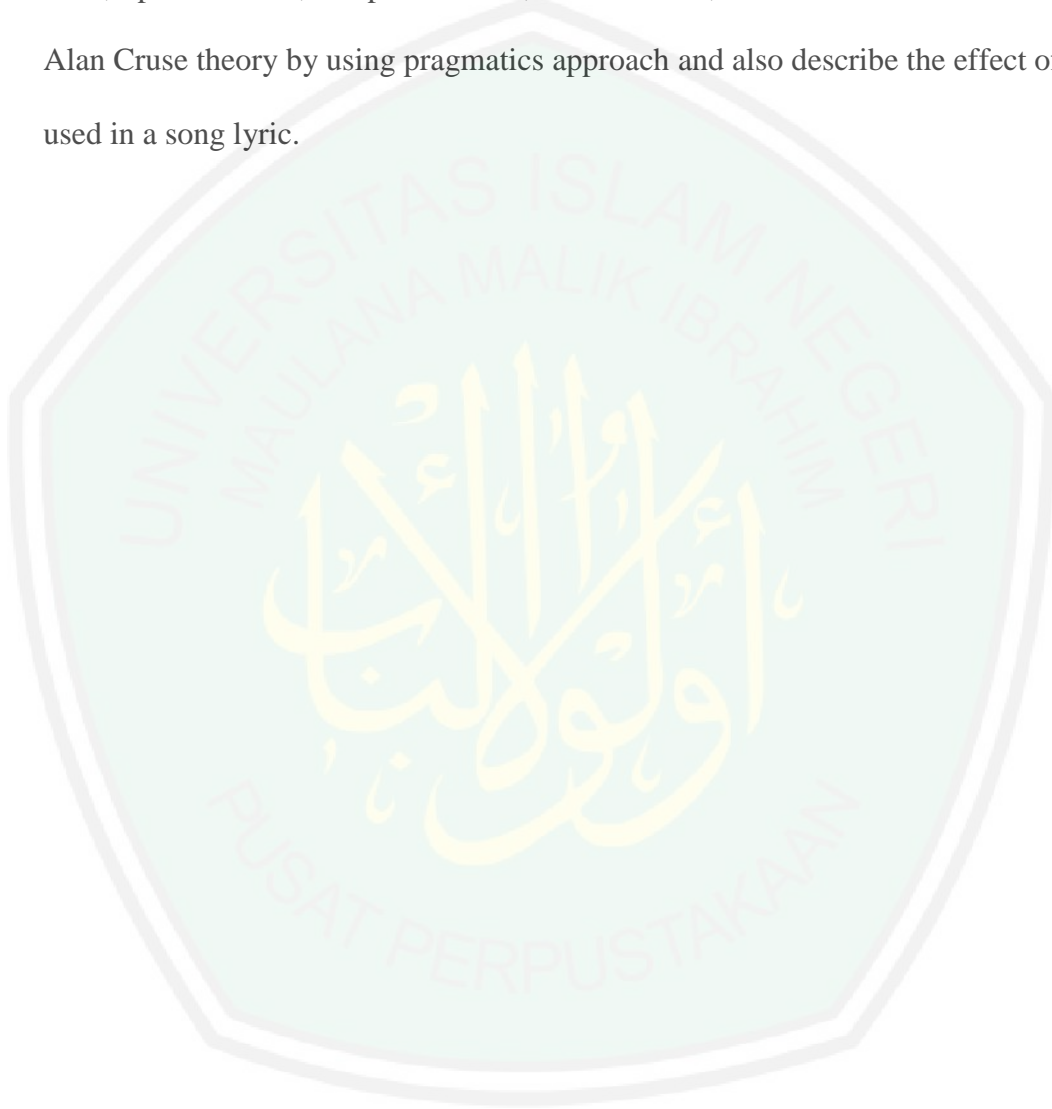 Alan Cruse theory by using pragmatics approach and also describe the effect of
used in a song lyric.
UNIVERSITAS ISLAM NEGERI
MAULANA MALIK IBRAHIM
PUSAT PERPUSTAKAAN